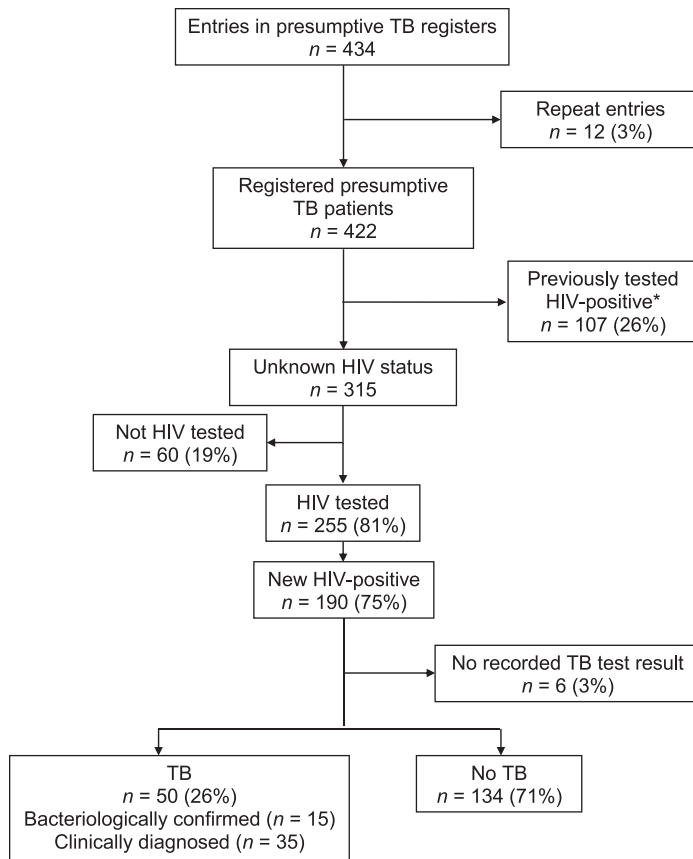 Entries in presumptive TB registers
n = 434
Repeat entries
n = 12 (3%)
Registered presumptive
TB patients
n = 422
Previously tested
HIV-positive*
n = 107 (26%)
Unknown HIV status
n = 315
Not HIV tested
n = 60 (19%)
HIV tested
n = 255 (81%)
New HIV-positive
n = 190 (75%)
No recorded TB test result
n = 6 (3%)
TB
n = 50 (26%)
Bacteriologically confirmed (n = 15)
Clinically diagnosed (n = 35)
No TB
n = 134 (71%)